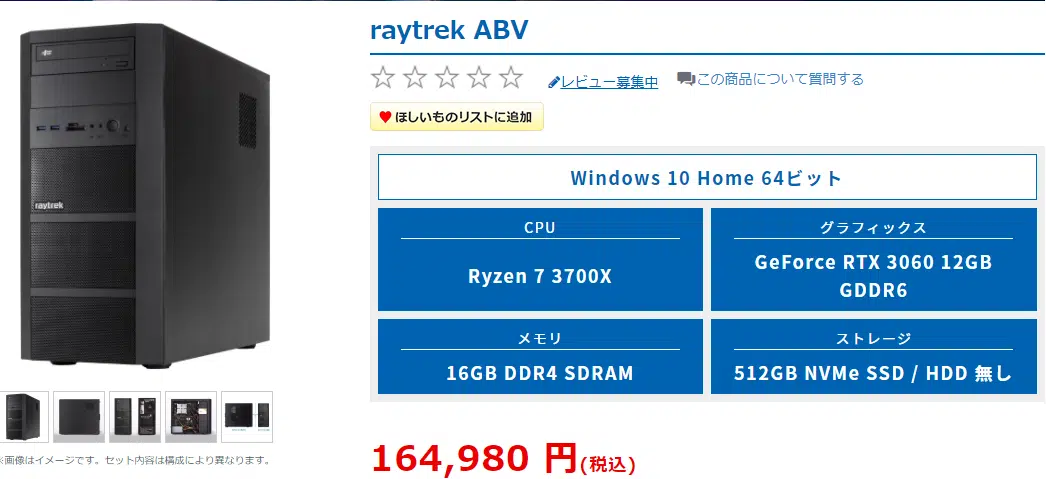 raytrek ABV
レビュー募集中
この商品について質問する
ほしいものリストに追加
Windows 10 Home 64ビット
CPU
Ryzen 7 3700X
グラフィックス
GeForce RTX 3060 12GB
GDDR6
メモリ
16GB DDR4 SDRAM
ストレージ
512GB NVMe SSD / HDD 無し
raytrek
※画像はイメージです。セット内容は構成により異なります。
164,980 円(税込)